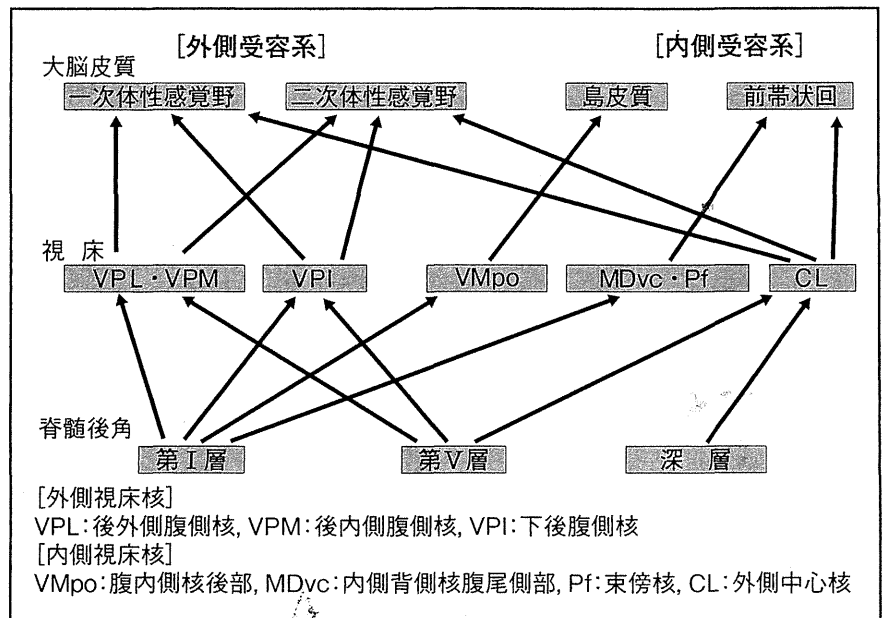 [外側受容系] [内側受容系]
大脳皮質
一次体性感覚野 二次体性感覚野 島皮質 前帯状回
視 床
VPL・VPM VPI VMpo MDvc・Pf CL
脊髄後角
第Ⅰ層 第Ⅴ層 深 層
[外側視床核]
VPL:後外側腹側核, VPM:後内側腹側核, VPI:下後腹側核
[内側視床核]
VMpo:腹内側核後部, MDvc:内側背側核腹尾側部, Pf:束傍核, CL:外側中心核